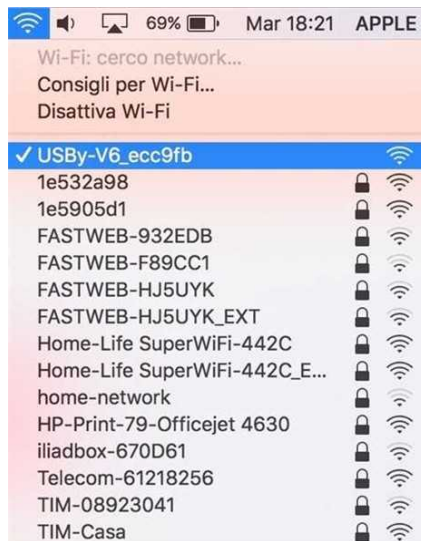 69% Mar 18:21 APPLE
Wi-Fi: cerco network...
Consigli per Wi-Fi...
Disattiva Wi-Fi
USBy-V6_ecc9fb
1e532a98
1e5905d1
FASTWEB-932EDB
FASTWEB-F89CC1
FASTWEB-HJ5UYK
FASTWEB-HJ5UYK_EXT
Home-Life SuperWiFi-442C
Home-Life SuperWiFi-442C_E...
home-network
HP-Print-79-Officejet 4630
iliadbox-670D61
Telecom-61218256
TIM-08923041
TIM-Casa